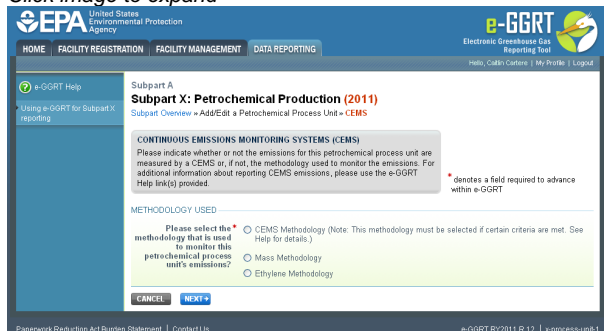 Click image to expand
EPA United States
Environmental Protection
Agency
e-GGRT
Electronic Greenhouse Gas
Reporting Tool
HOME FACILITY REGISTRATION FACILITY MANAGEMENT DATA REPORTING
Hello, Caitlin Carters | My Profile | Logout
e-GGRT Help
Using e-GGRT for Subpart X
reporting
Subpart A
Subpart X: Petrochemical Production (2011)
Subpart Overview » Add/Edit a Petrochemical Process Unit » CEMS
CONTINUOUS EMISSIONS MONITORING SYSTEMS (CEMS)
Please indicate whether or not the emissions for this petrochemical process unit are
measured by a CEMS or, if not, the methodology used to monitor the emissions. For
additional information about reporting CEMS emissions, please use the e-GGRT
Help link(s) provided.
* denotes a field required to advance
within e-GGRT
METHODOLOGY USED
Please select the *
methodology that is used
to monitor this
petrochemical process
unit's emissions?
CEMS Methodology (Note: This methodology must be selected if certain criteria are met. See
Help for details.)
Mass Methodology
Ethylene Methodology
CANCEL NEXT
Paperwork Reduction Act Burden Statement | Contact Us
e-GGRT RY2011.R.12 | x-process-unit-1